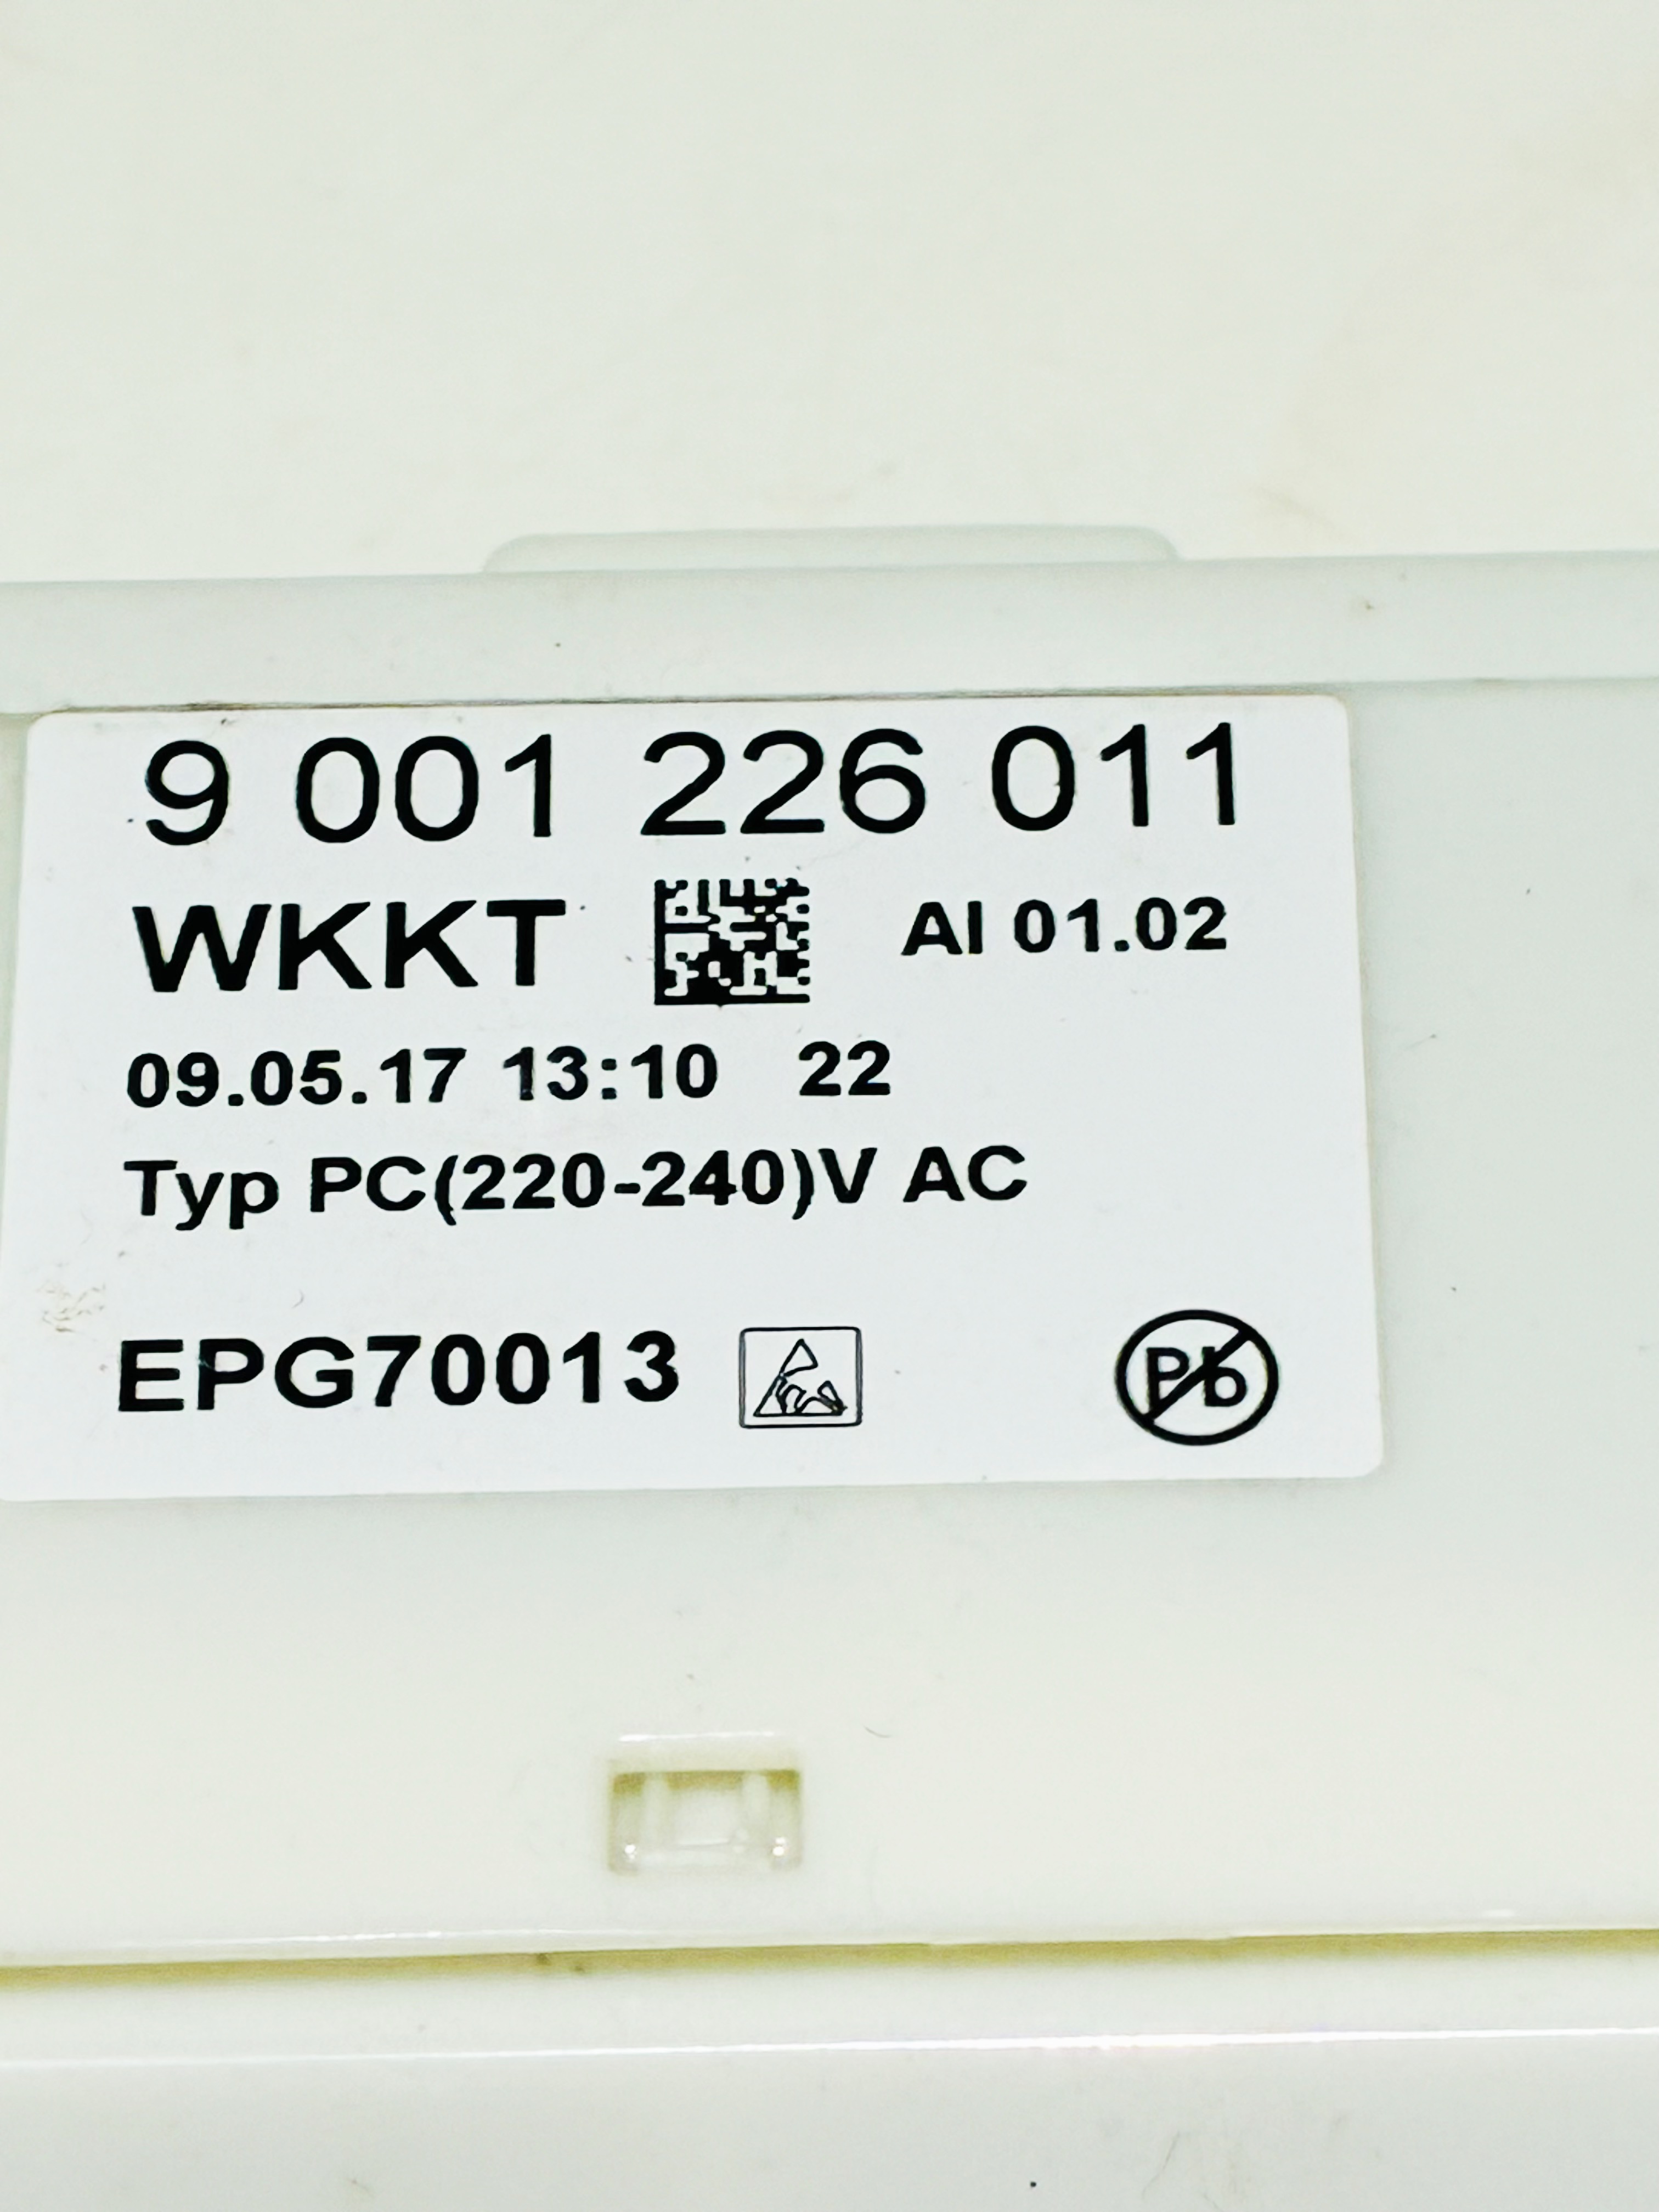 9 001 226 011
WKKT AI 01.02
09.05.17 13:10 22
Typ PC(220-240)V AC
EPG70013 Pb